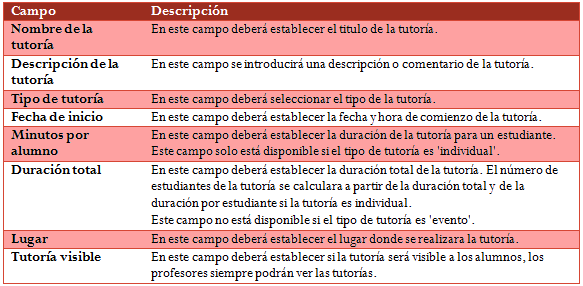 Campo Descripción
Nombre de la En este campo deberá establecer el titulo de la tutoría.
tutoría
Descripción de la En este campo se introducirá una descripción o comentario de la tutoría.
tutoría
Tipo de tutoría En este campo deberá seleccionar el tipo de la tutoría.
Fecha de inicio En este campo deberá establecer la fecha y hora de comienzo de la tutoría.
Minutos por En este campo deberá establecer la duración de la tutoría para un estudiante.
alumno Este campo solo está disponible si el tipo de tutoría es 'individual'.
Duración total En este campo deberá establecer la duración total de la tutoría. El número de
estudiantes de la tutoría se calculara a partir de la duración total y de la
duración por estudiante si la tutoría es individual.
Este campo no está disponible si el tipo de tutoría es 'evento'.
Lugar En este campo deberá establecer el lugar donde se realizara la tutoría.
Tutoría visible En este campo deberá establecer si la tutoría será visible a los alumnos, los
profesores siempre podrán ver las tutorías.